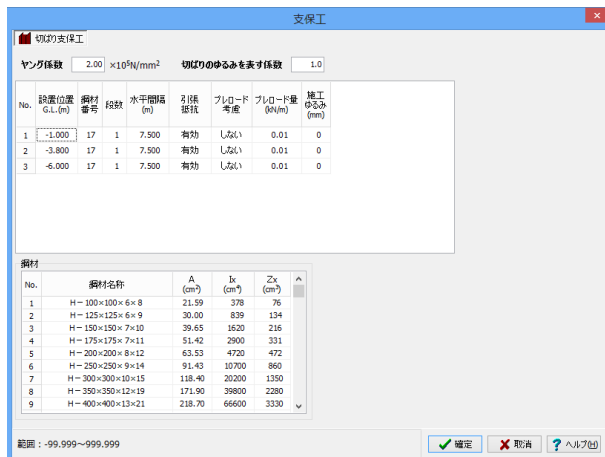 支保工
切ばり支保工
ヤング係数 2.00 ×10⁵N/mm² 切ばりのゆるみを表す係数 1.0
No. 設置位置 G.L.(m) 鋼材番号 段数 水平間隔 (m) 引張抵抗 プレロード考慮 プレロード量 (kN/m) 施工ゆるみ (mm)
1 -1.000 17 1 7.500 有効 しない 0.01 0
2 -3.800 17 1 7.500 有効 しない 0.01 0
3 -6.000 17 1 7.500 有効 しない 0.01 0
鋼材
No. 鋼材名称 A (cm²) Ix (cm⁴) Zx (cm³)
1 H－100×100× 6× 8 21.59 378 76
2 H－125×125× 6× 9 30.00 839 134
3 H－150×150× 7×10 39.65 1620 216
4 H－175×175× 7×11 51.42 2900 331
5 H－200×200× 8×12 63.53 4720 472
6 H－250×250× 9×14 91.43 10700 860
7 H－300×300×10×15 118.40 20200 1350
8 H－350×350×12×19 171.90 39800 2280
9 H－400×400×13×21 218.70 66600 3330
範囲：-99.999～999.999 確定 取消 ? ヘルプ(H)